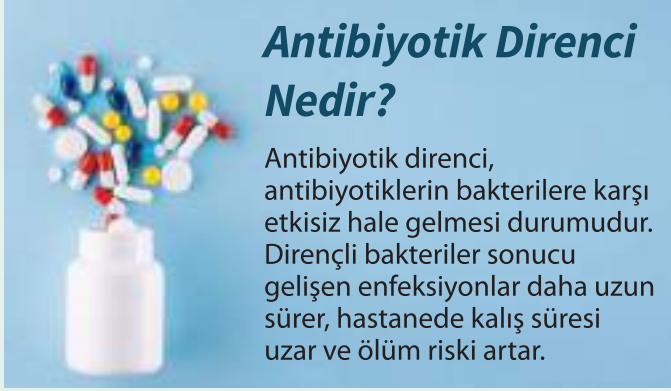 Antibiyotik Direnci
Nedir?
Antibiyotik direnci,
antibiyotiklerin bakterilere karşı
etkisiz hale gelmesi durumudur.
Dirençli bakteriler sonucu
gelişen enfeksiyonlar daha uzun
sürer, hastanede kalış süresi
uzar ve ölüm riski artar.